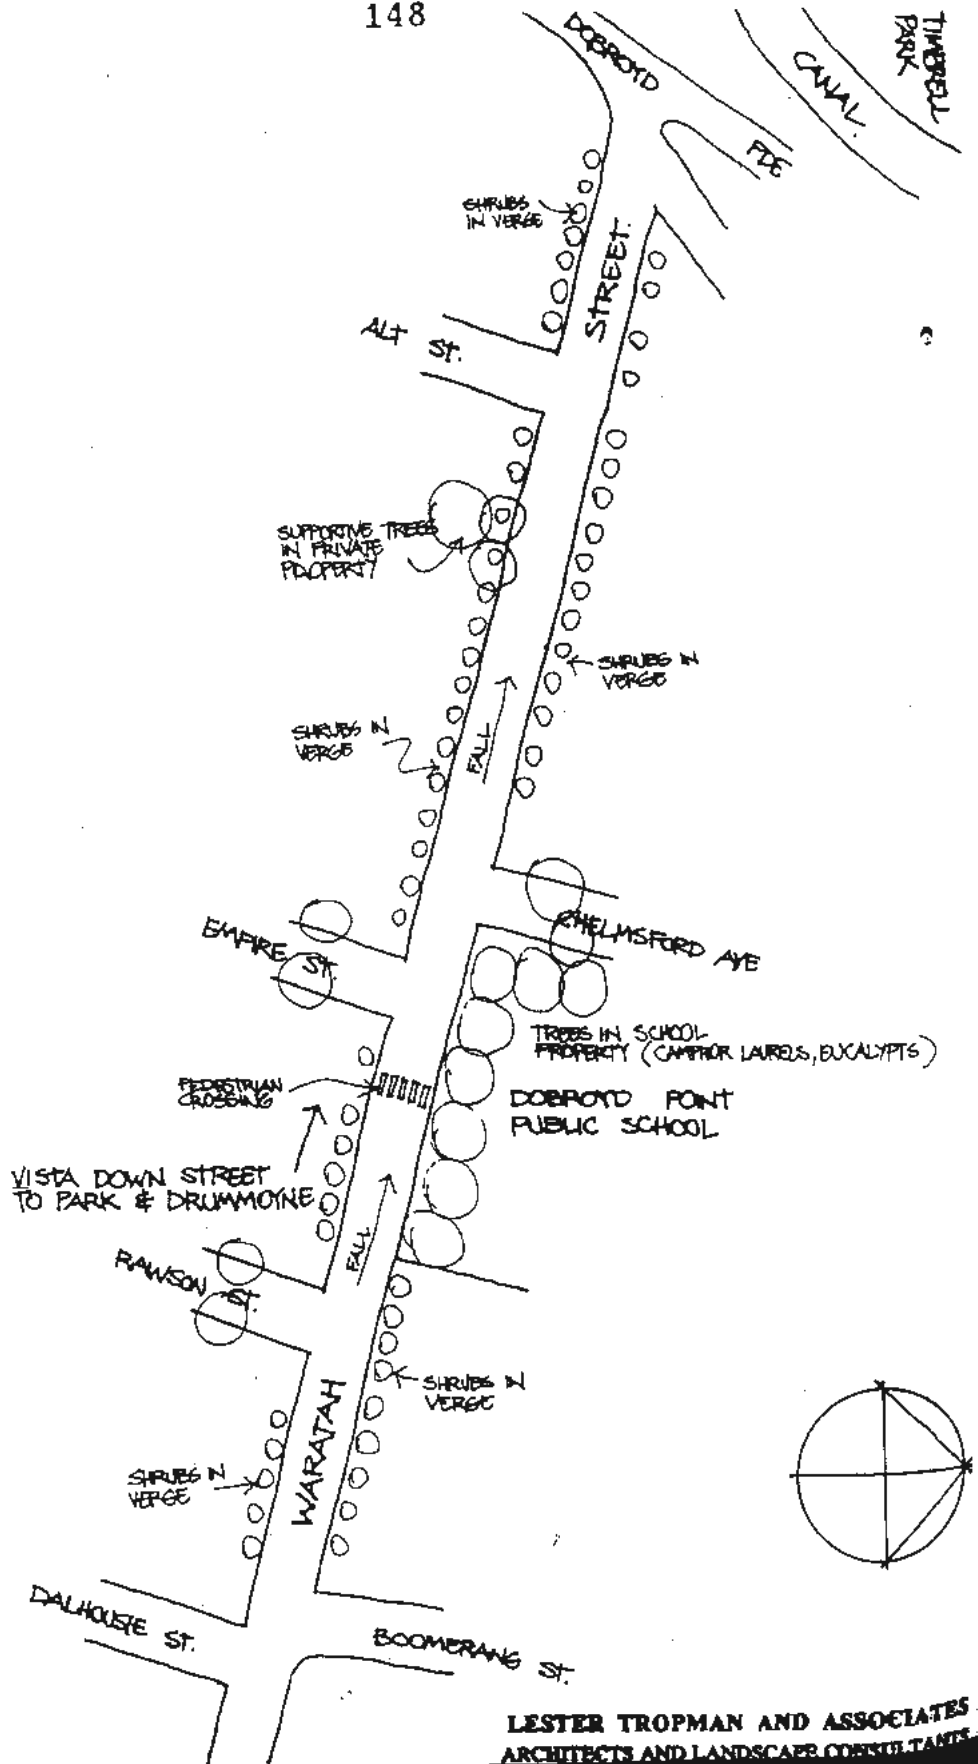 148
DOBROYD
PDE
CANAL.
TIMBRELL
PARK
SHRUBS
IN VERGE
STREET.
ALT ST.
SUPPORTIVE TREES
IN PRIVATE
PROPERTY
SHRUBS IN
VERGE
SHRUBS IN
VERGE
FALL
EMPIRE ST.
CHELMSFORD AVE
TREES IN SCHOOL
PROPERTY (CAMPHOR LAURELS, EUCALYPTS)
PEDESTRIAN
CROSSING
DOBROYD POINT
PUBLIC SCHOOL
VISTA DOWN STREET
TO PARK & DRUMMOYNE
FALL
RAWSON ST.
SHRUBS IN
VERGE
WARATAH
SHRUBS IN
VERGE
DALHOUSIE ST.
BOOMERANG ST.
LESTER TROPMAN AND ASSOCIATES
ARCHITECTS AND LANDSCAPE CONSULTANTS